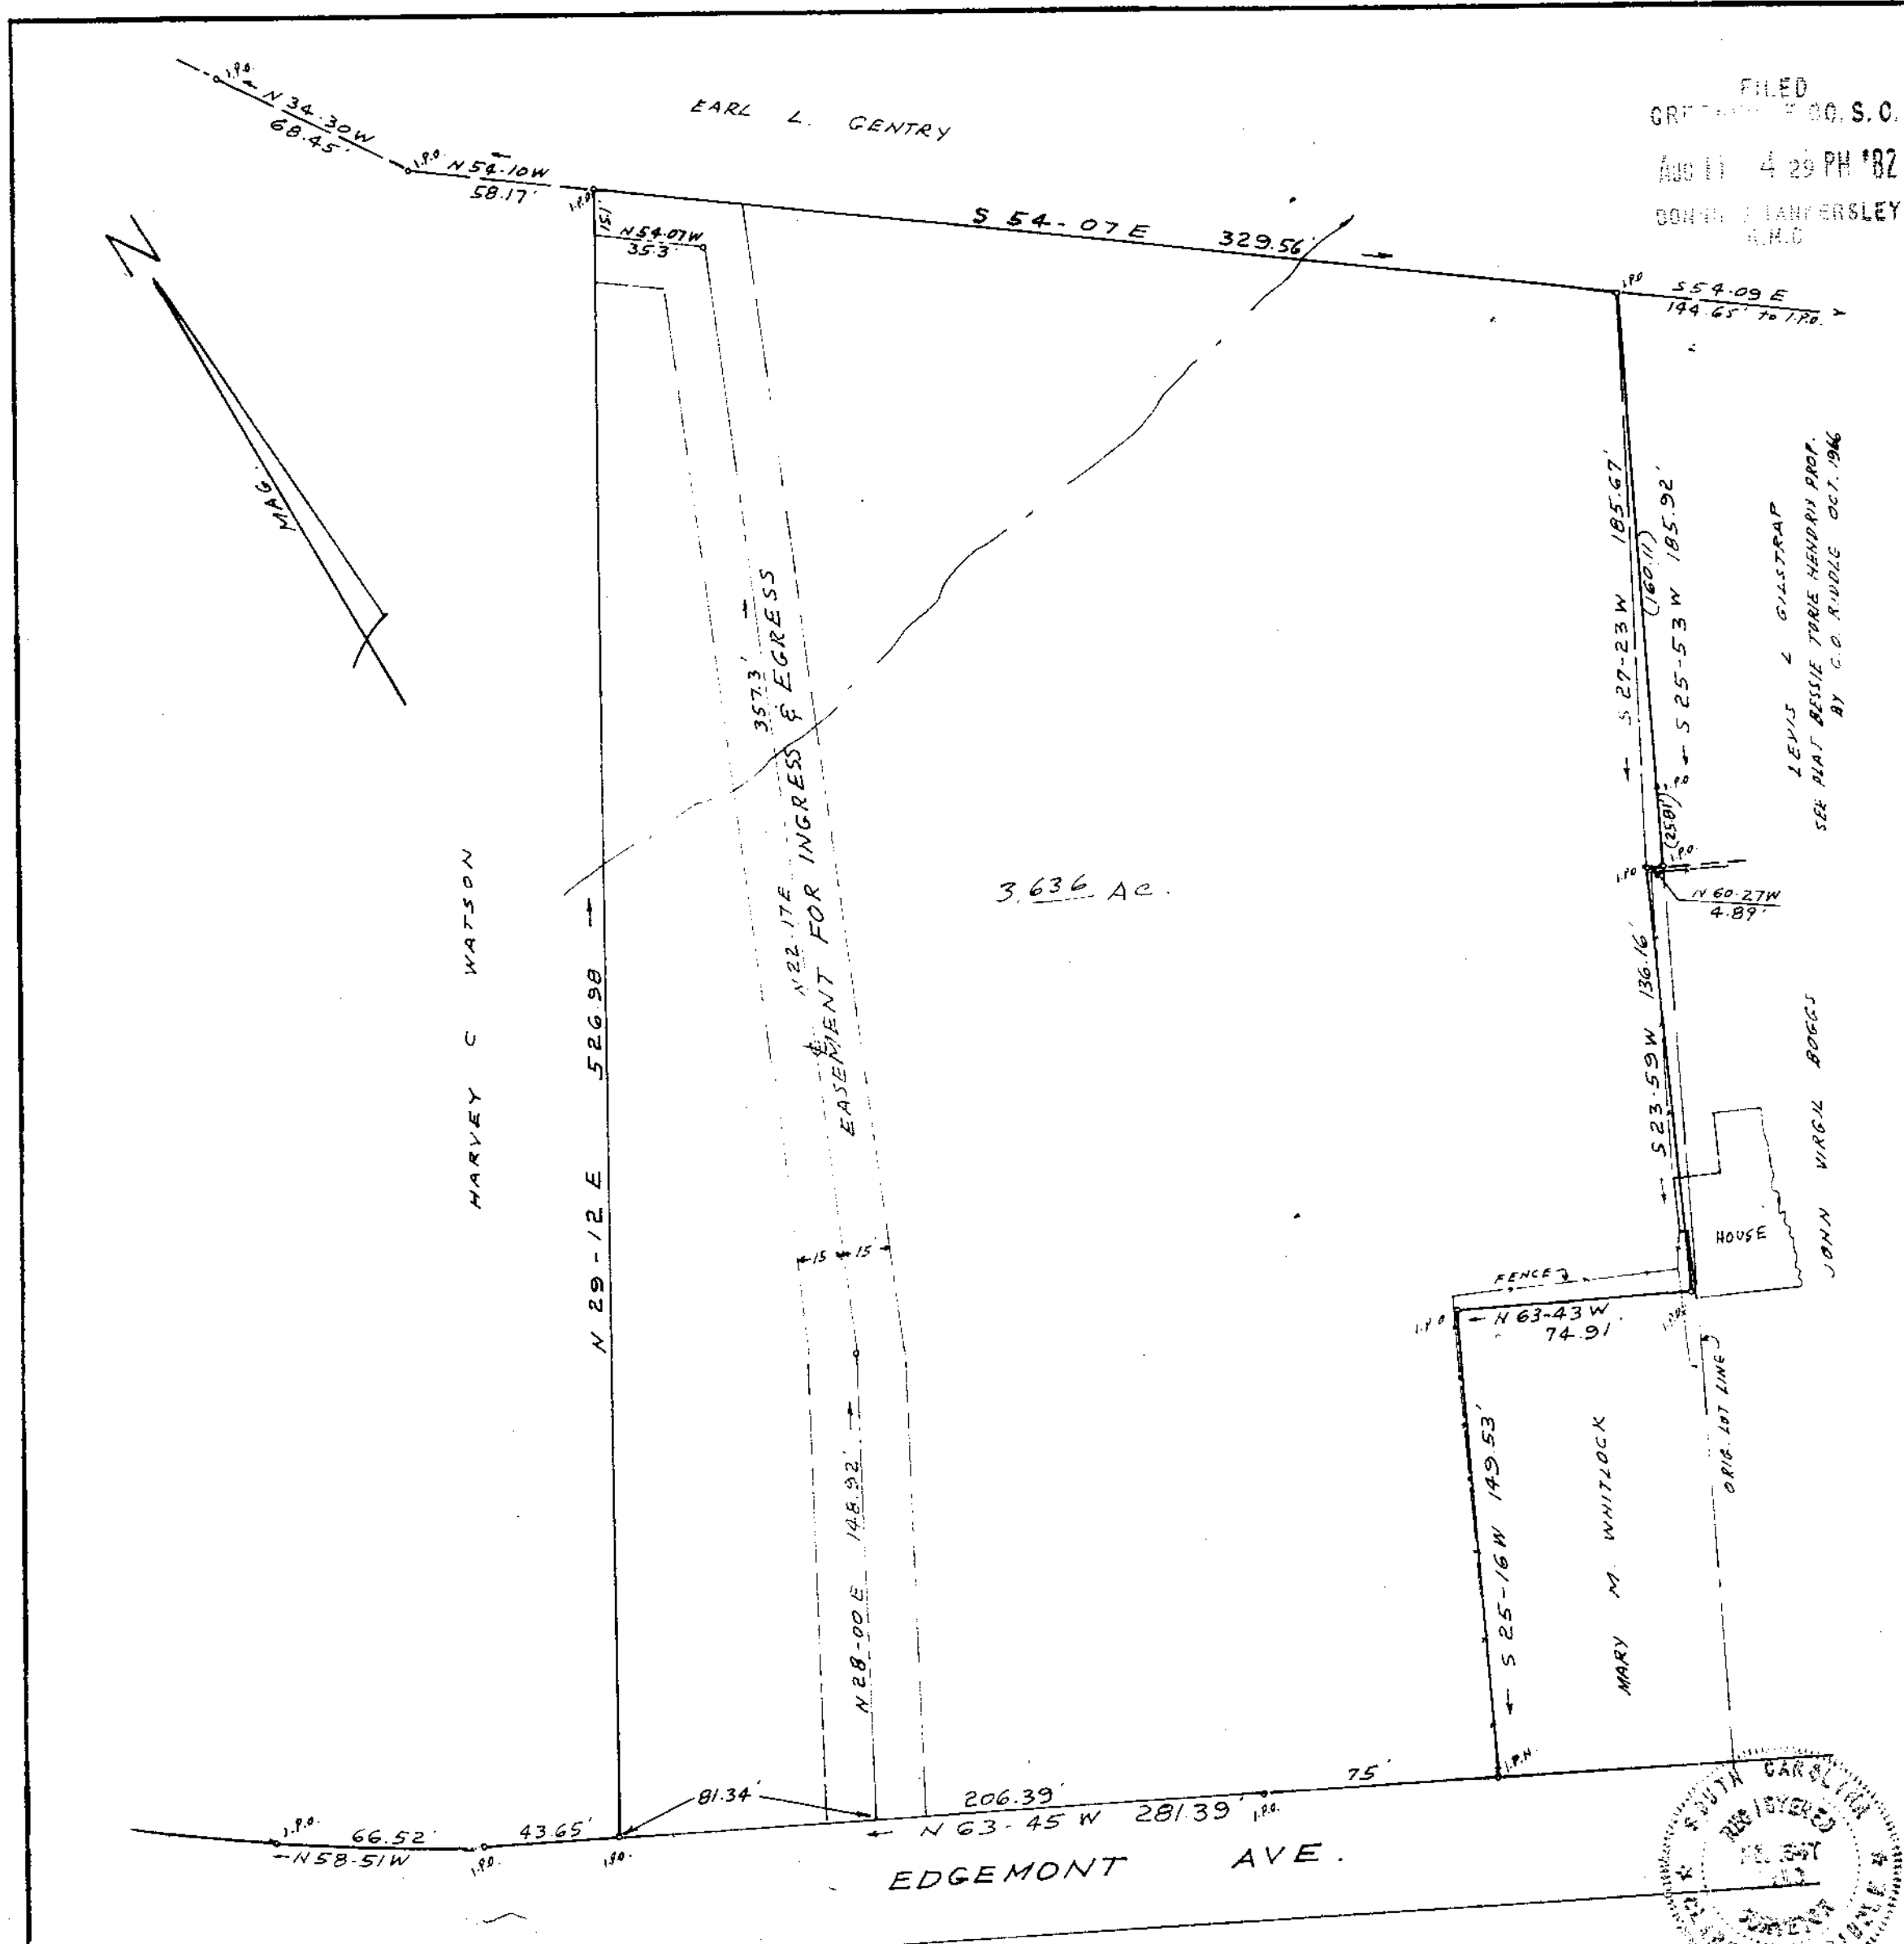 FILED
CO. S. C.
AUG 11 4 29 PM '82
R.M.C
I.P.O.
N 34-30 W
68.45'
I.P.O.
N 54-10 W
58.17'
I.P.O.
EARL L. GENTRY
S 54-07 E 329.56'
I.P.O
S 54-09 E
144.65' to I.P.O.
15.1'
N 54-07 W
35.3'
N
MAG.
HARVEY C WATSON
N 29-12 E 526.98
357.3'
N 22-17 E
EASEMENT FOR INGRESS & EGRESS
℄
15 15
N 28-00 E 148.92'
3.636 AC.
S 27-23 W 185.67'
(160.11)
S 25-53 W 185.92'
I.P.O
(25.81)
I.P.O.
I.P.O
N 60-27 W
4.89'
LEVIS L GILSTRAP
SEE PLAT BESSIE TORIE HENDRIX PROP.
BY C.O. RIDDLE OCT. 1966
S 23-59 W 136.16'
JOHN VIRGIL BOGGS
HOUSE
FENCE
I.P.O
N 63-43 W
74.91
I.P.O.
S 25-16 W 149.53'
MARY M. WHITLOCK
ORIG. LOT LINE
I.P.N.
81.34'
206.39'
75'
N 63-45 W 281.39'
I.P.O.
I.P.O.
66.52'
N 58-51 W
43.65'
I.P.O.
I.P.O.
EDGEMONT AVE.
SOUTH CAROLINA
REGISTERED